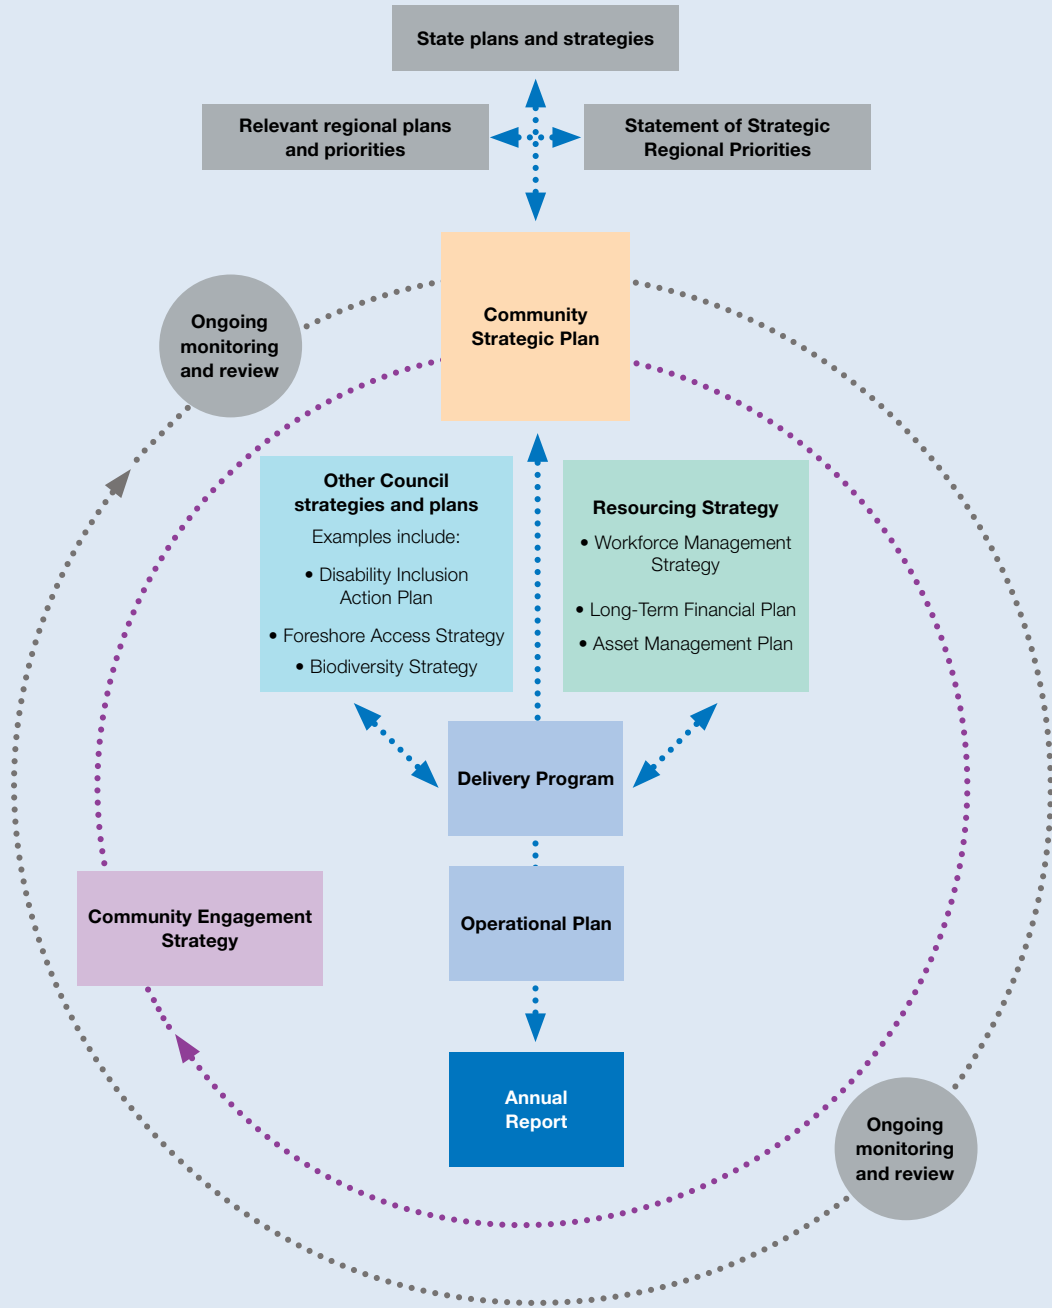 State plans and strategies
Relevant regional plans
and priorities
Statement of Strategic
Regional Priorities
Community
Strategic Plan
Ongoing
monitoring
and review
Other Council
strategies and plans
Examples include:
• Disability Inclusion
Action Plan
• Foreshore Access Strategy
• Biodiversity Strategy
Resourcing Strategy
• Workforce Management
Strategy
• Long-Term Financial Plan
• Asset Management Plan
Delivery Program
Community Engagement
Strategy
Operational Plan
Annual
Report
Ongoing
monitoring
and review